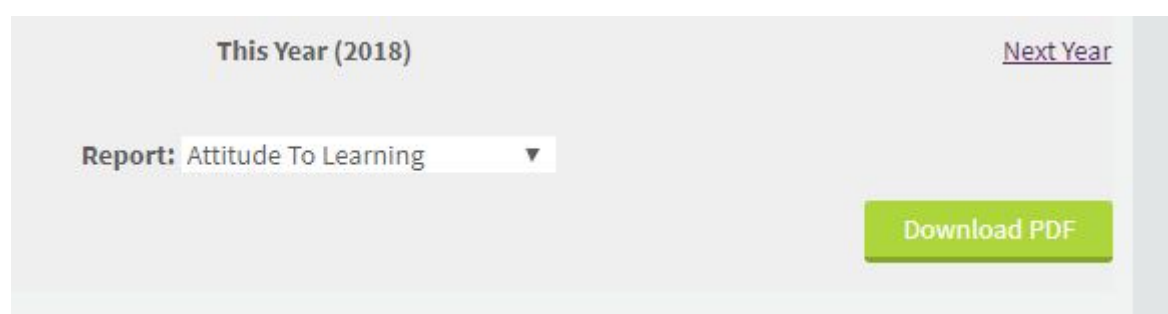 This Year (2018) Next Year
Report: Attitude To Learning
Download PDF